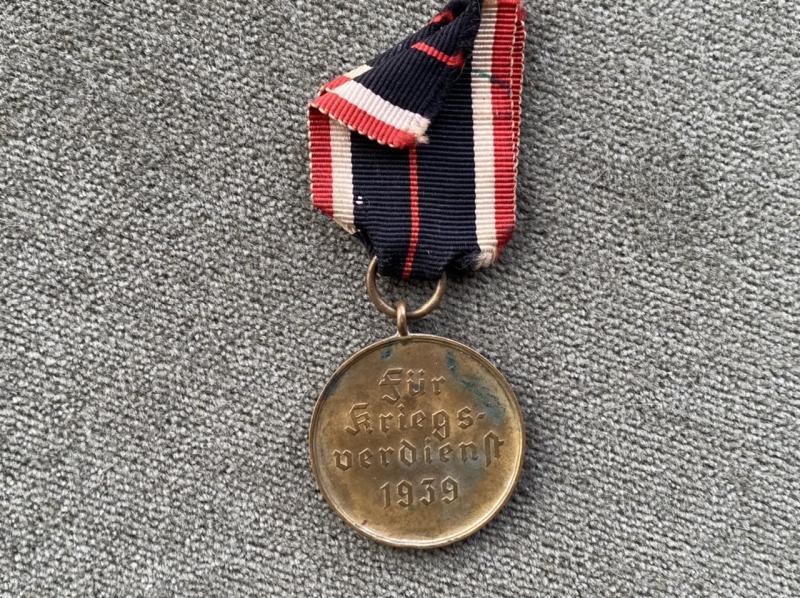 Für
Kriegs-
verdienst
1939